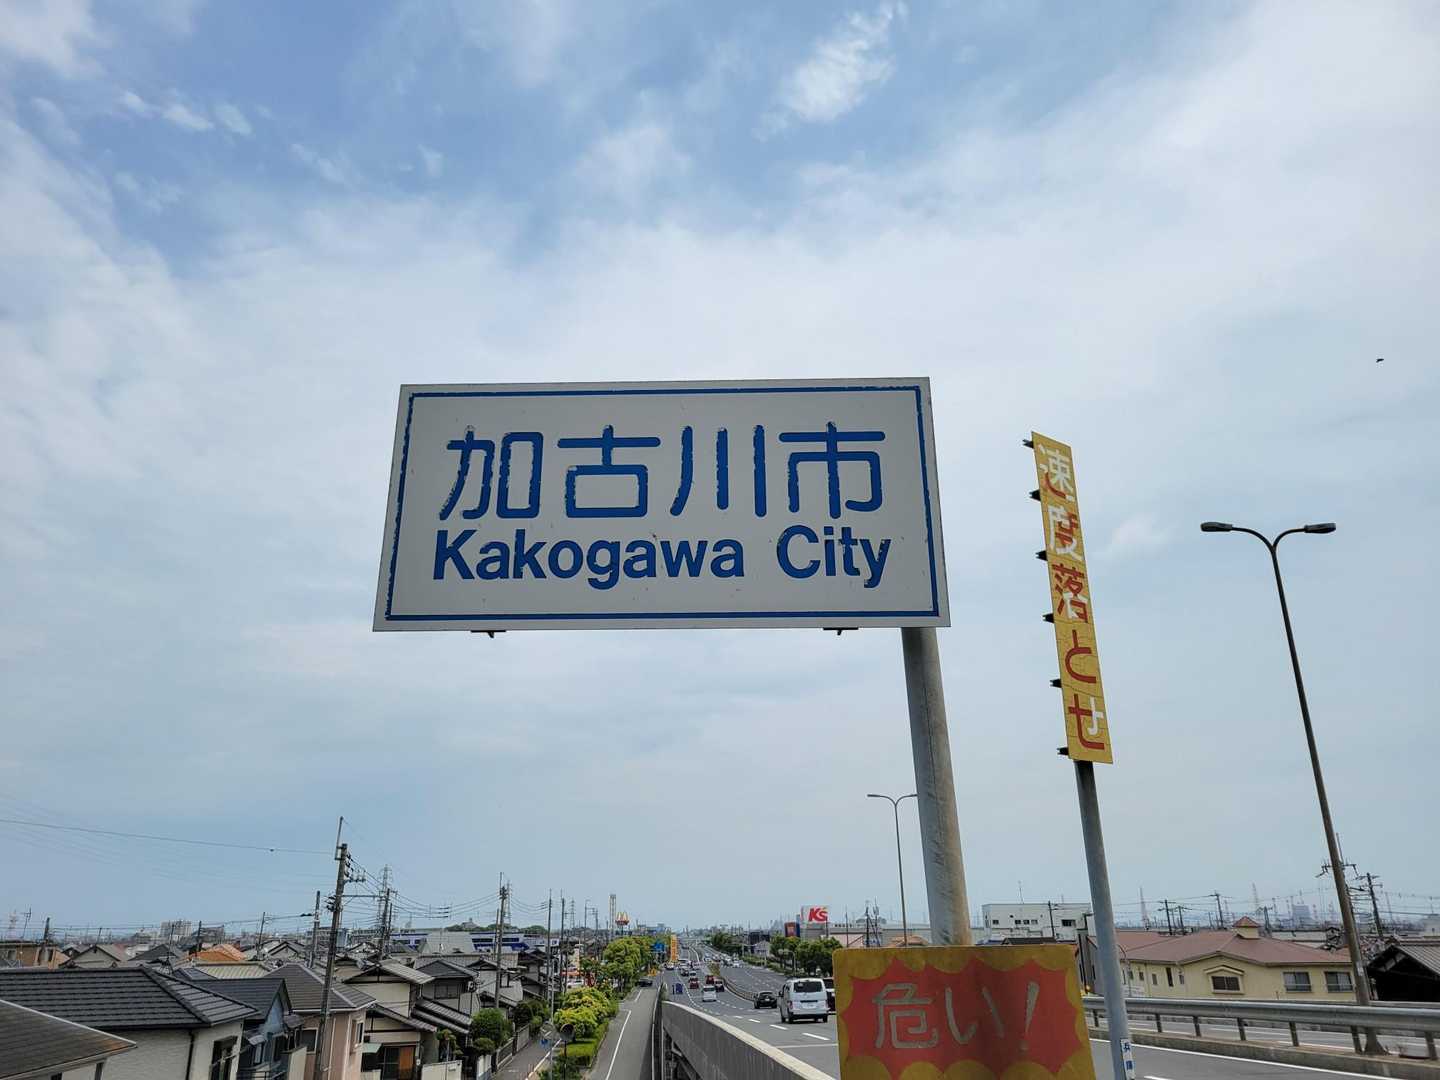 加古川市
Kakogawa City
速度落とせ
危い!
K's